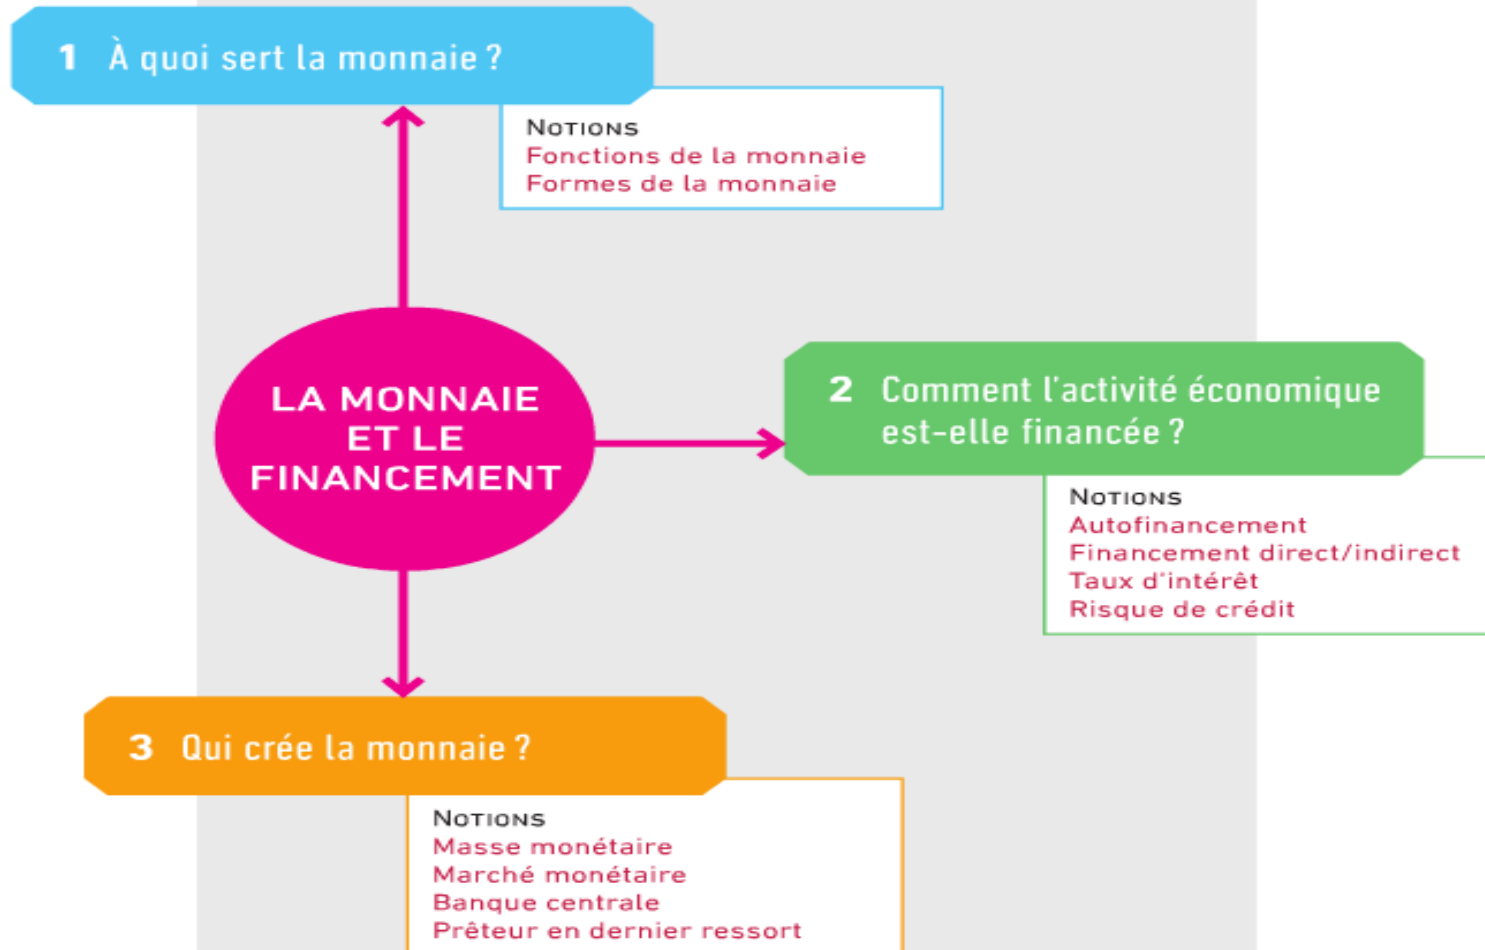 1 À quoi sert la monnaie ?
NOTIONS
Fonctions de la monnaie
Formes de la monnaie
LA MONNAIE
ET LE
FINANCEMENT
2 Comment l'activité économique
est-elle financée ?
NOTIONS
Autofinancement
Financement direct/indirect
Taux d'intérêt
Risque de crédit
3 Qui crée la monnaie ?
NOTIONS
Masse monétaire
Marché monétaire
Banque centrale
Prêteur en dernier ressort